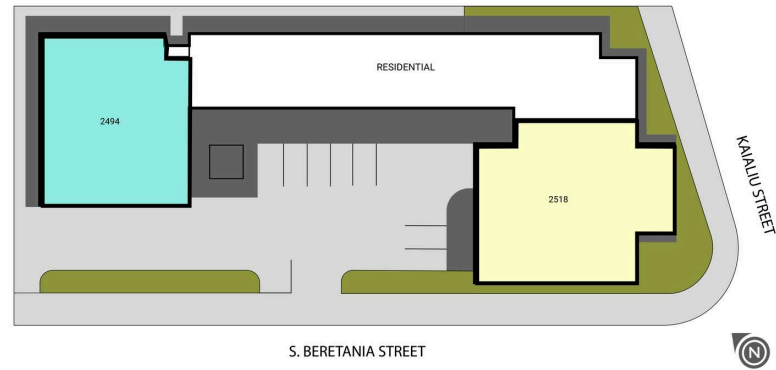 RESIDENTIAL
2494
2518
KAIALIU STREET
S. BERETANIA STREET
N